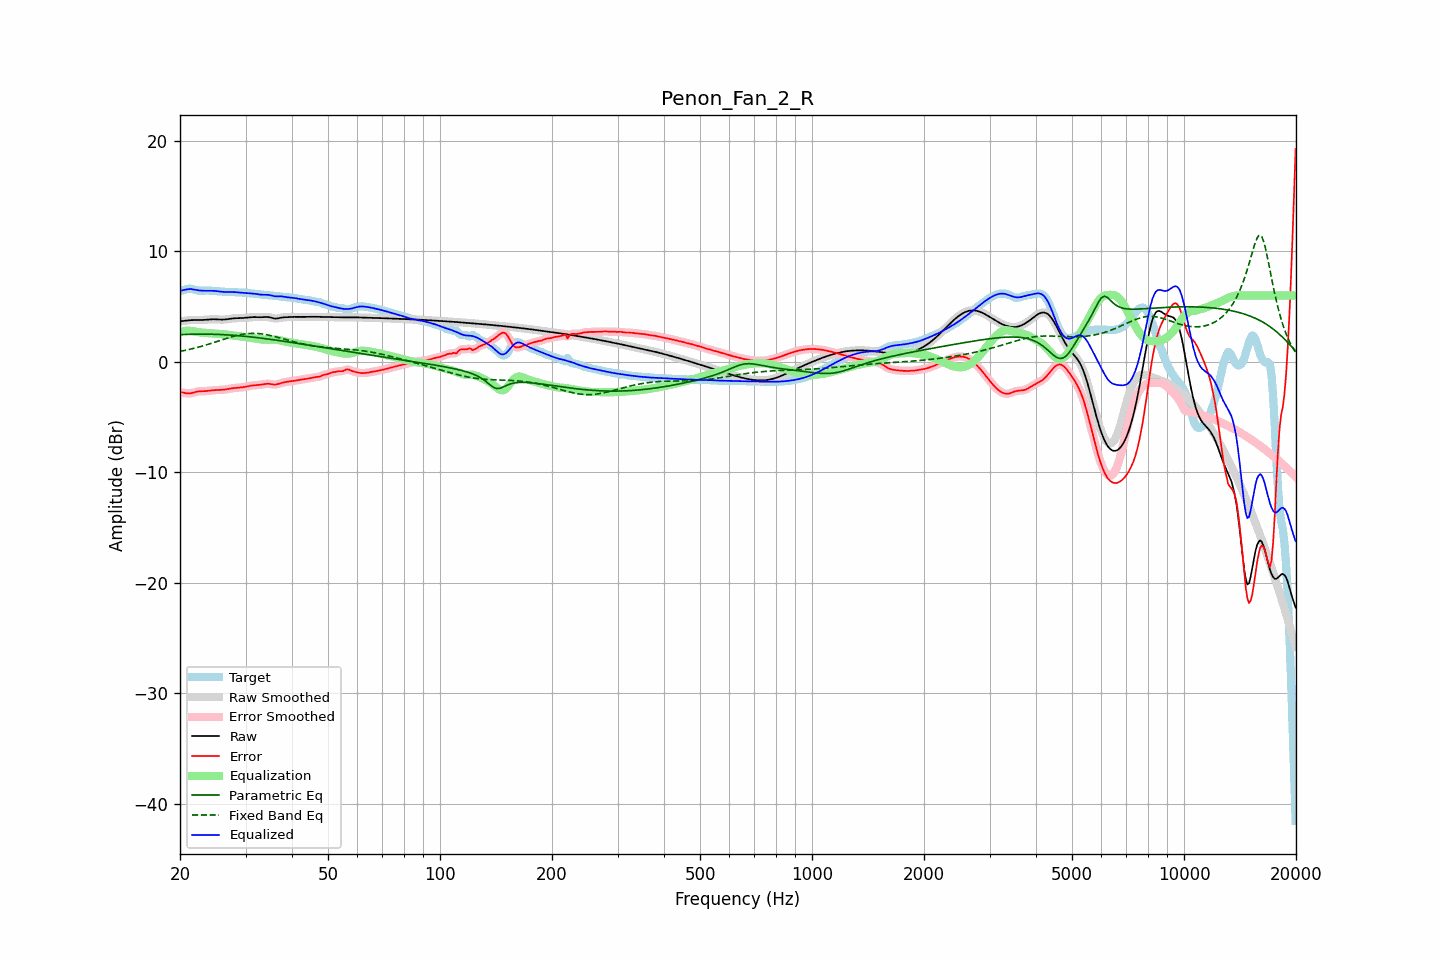 Penon_Fan_2_R
20
10
0
−10
−20
−30
−40
Amplitude (dBr)
Target
Raw Smoothed
Error Smoothed
Raw
Error
Equalization
Parametric Eq
Fixed Band Eq
Equalized
20 50 100 200 500 1000 2000 5000 10000 20000
Frequency (Hz)